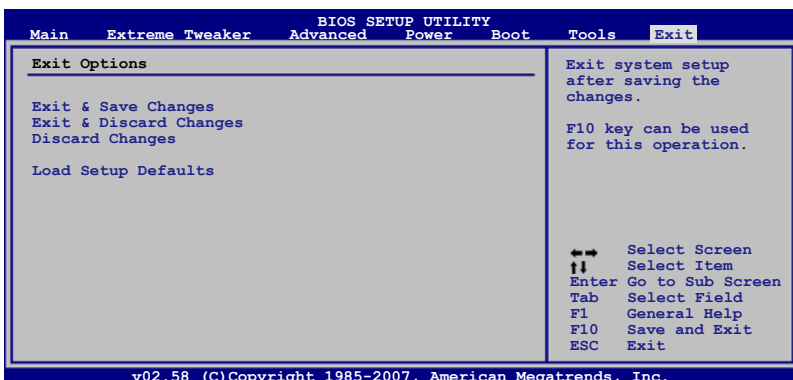 BIOS SETUP UTILITY
Main Extreme Tweaker Advanced Power Boot Tools Exit
Exit Options
Exit & Save Changes
Exit & Discard Changes
Discard Changes
Load Setup Defaults
Exit system setup
after saving the
changes.
F10 key can be used
for this operation.
←→ Select Screen
↑↓ Select Item
Enter Go to Sub Screen
Tab Select Field
F1 General Help
F10 Save and Exit
ESC Exit
v02.58 (C)Copyright 1985-2007, American Megatrends, Inc.